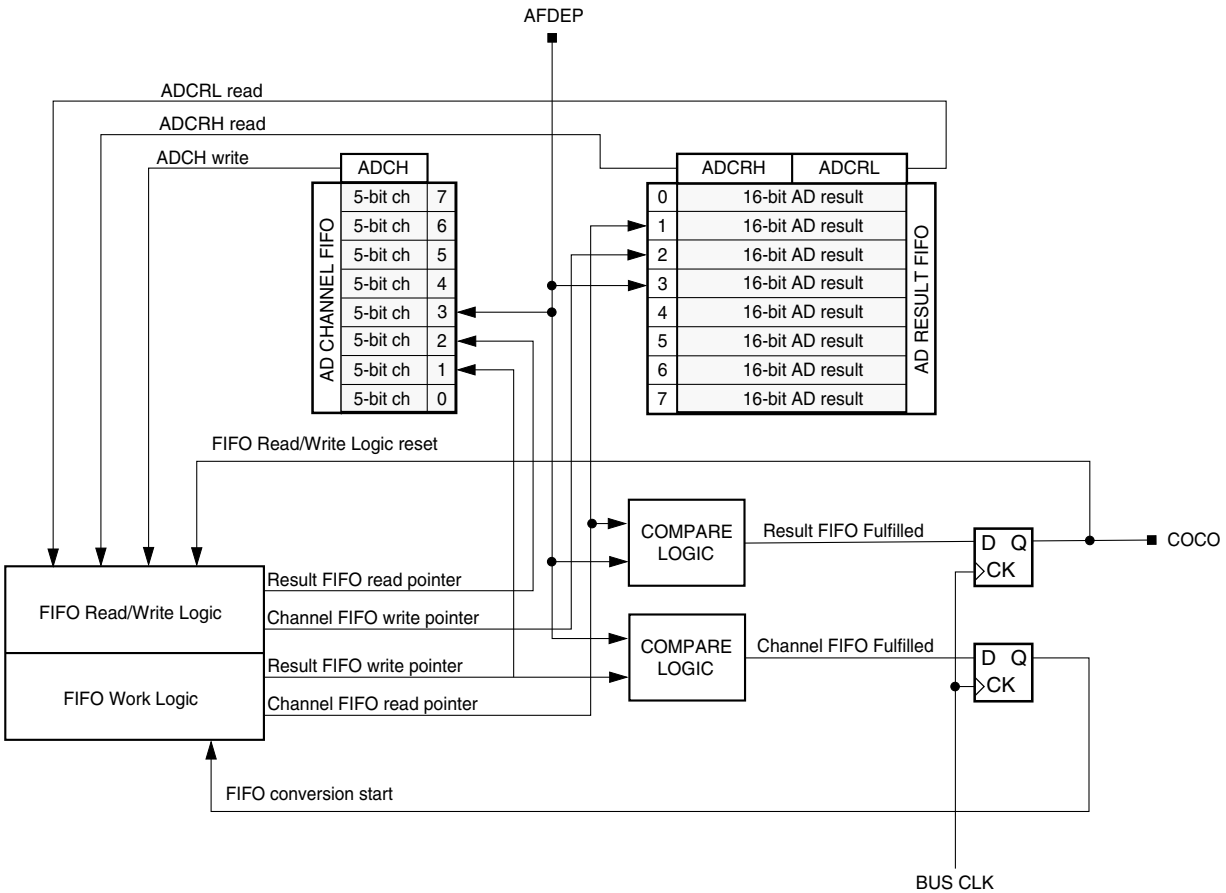 AFDEP
ADCRL read
ADCRH read
ADCH write
ADCH
AD CHANNEL FIFO
5-bit ch 7
5-bit ch 6
5-bit ch 5
5-bit ch 4
5-bit ch 3
5-bit ch 2
5-bit ch 1
5-bit ch 0
ADCRH ADCRL
0 16-bit AD result
1 16-bit AD result
2 16-bit AD result
3 16-bit AD result
4 16-bit AD result
5 16-bit AD result
6 16-bit AD result
7 16-bit AD result
AD RESULT FIFO
FIFO Read/Write Logic reset
FIFO Read/Write Logic
FIFO Work Logic
Result FIFO read pointer
Channel FIFO write pointer
Result FIFO write pointer
Channel FIFO read pointer
COMPARE
LOGIC
Result FIFO Fulfilled
D Q
CK
COCO
COMPARE
LOGIC
Channel FIFO Fulfilled
D Q
CK
FIFO conversion start
BUS CLK